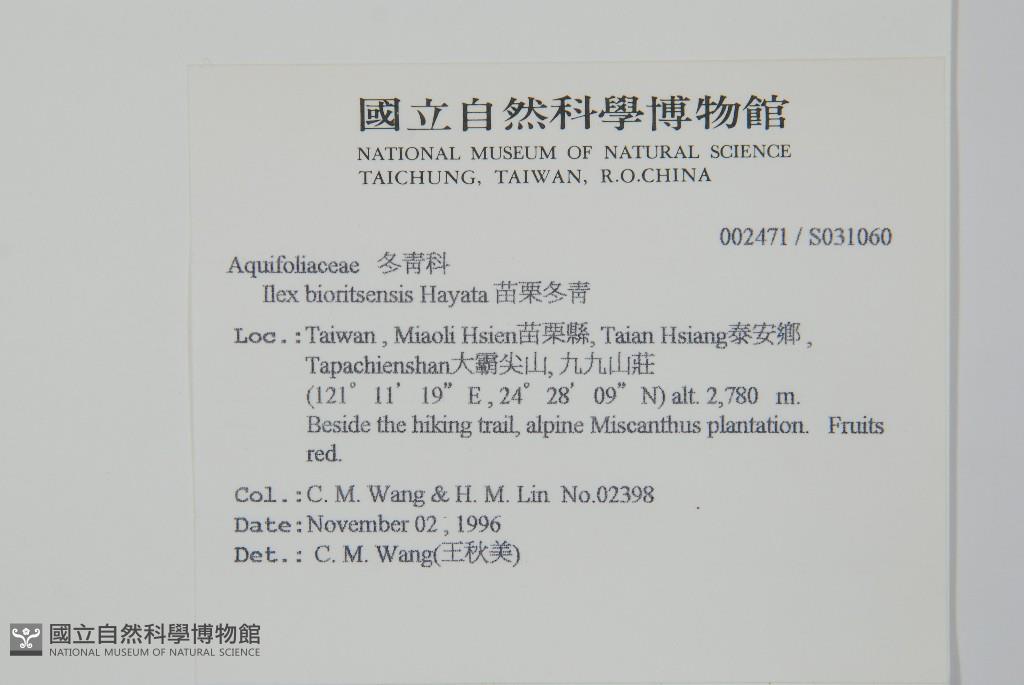 國立自然科學博物館
NATIONAL MUSEUM OF NATURAL SCIENCE
TAICHUNG, TAIWAN, R.O.CHINA
002471 / S031060
Aquifoliaceae 冬青科
Ilex bioritsensis Hayata 苗栗冬青
Loc.:Taiwan , Miaoli Hsien苗栗縣, Taian Hsiang泰安鄉 ,
Tapachienshan大霸尖山, 九九山莊
(121° 11’ 19” E , 24° 28’ 09” N) alt. 2,780 m.
Beside the hiking trail, alpine Miscanthus plantation. Fruits
red.
Col.:C. M. Wang & H. M. Lin No.02398
Date:November 02 , 1996
Det.: C. M. Wang(王秋美)
國立自然科學博物館
NATIONAL MUSEUM OF NATURAL SCIENCE